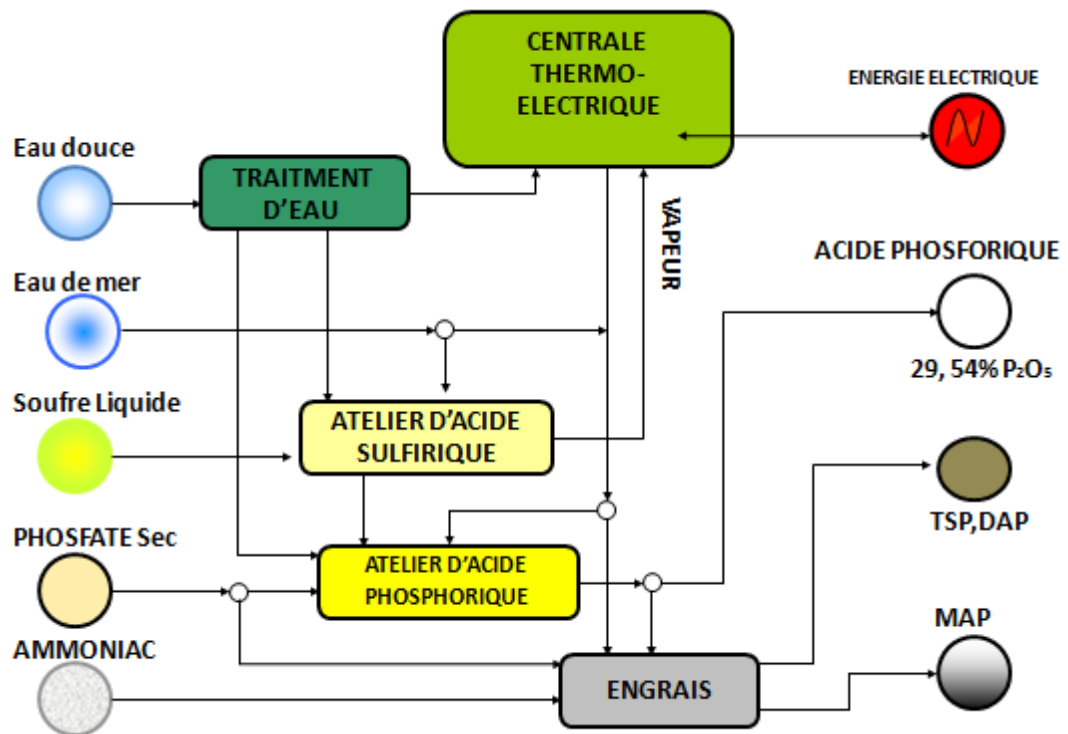 CENTRALE
THERMO-
ELECTRIQUE
ENERGIE ELECTRIQUE
Eau douce
TRAITMENT
D'EAU
VAPEUR
ACIDE PHOSFORIQUE
29, 54% P₂O₅
Eau de mer
Soufre Liquide
ATELIER D'ACIDE
SULFIRIQUE
TSP,DAP
PHOSFATE Sec
ATELIER D'ACIDE
PHOSPHORIQUE
MAP
AMMONIAC
ENGRAIS